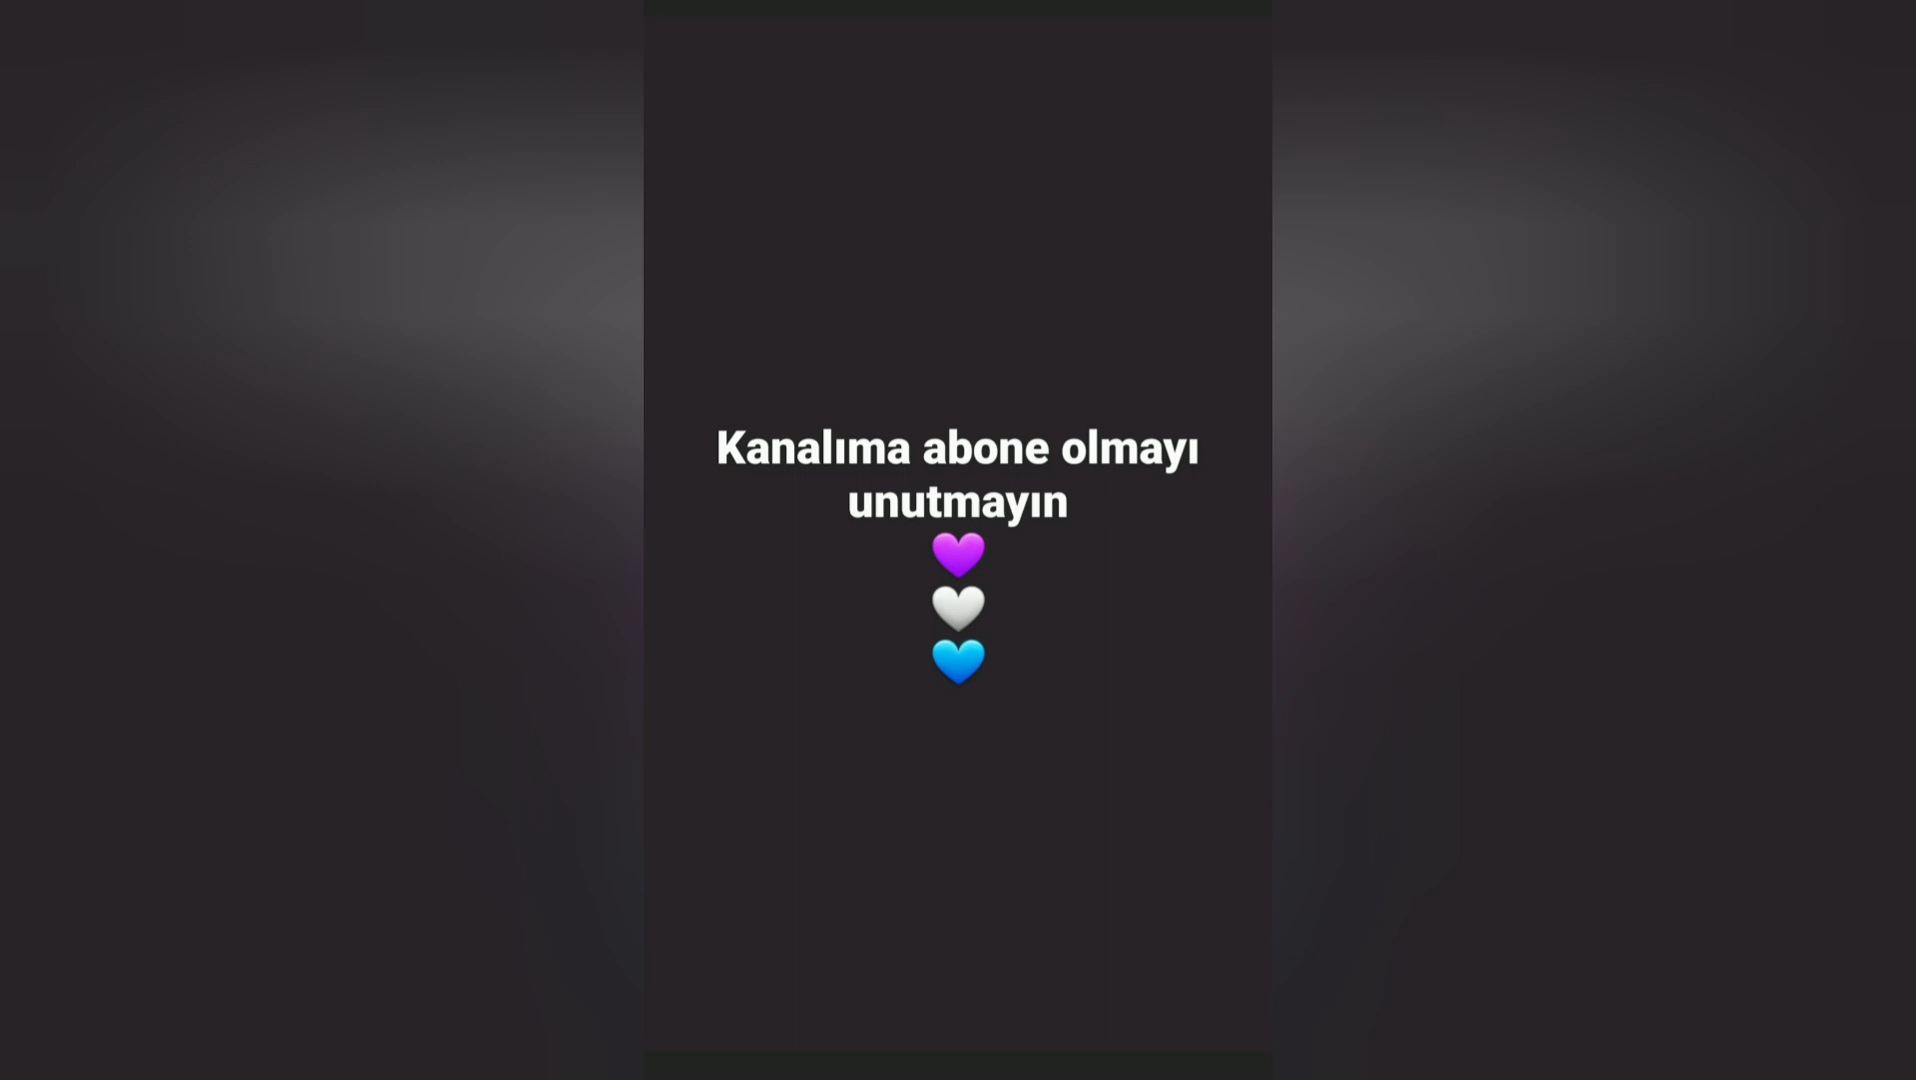 Kanalıma abone olmayı
unutmayın
💜
🤍
💙